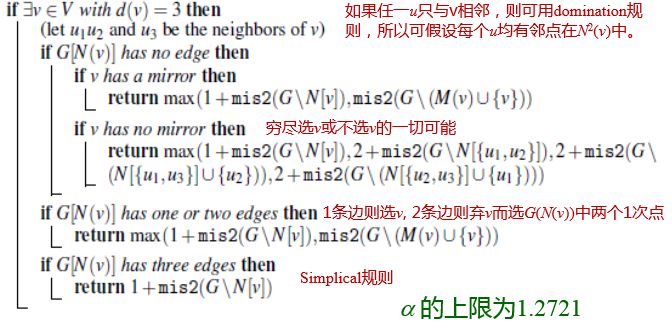 if ∃v∈V with d(v)=3 then
如果任一u只与v相邻，则可用domination规
(let u₁u₂ and u₃ be the neighbors of v)
则，所以可假设每个u均有邻点在N²(v)中。
if G[N(v)] has no edge then
if v has a mirror then
return max(1+mis2(G\N[v]),mis2(G\(M(v)∪{v}))
if v has no mirror then 穷尽选v或不选v的一切可能
return max(1+mis2(G\N[v]),2+mis2(G\N[{u₁,u₂}]),2+mis2(G\
(N[{u₁,u₃}]∪{u₂})),2+mis2(G\(N[{u₂,u₃}]∪{u₁})))
if G[N(v)] has one or two edges then 1条边则选v, 2条边则弃v而选G(N(v))中两个1次点
return max(1+mis2(G\N[v]),mis2(G\(M(v)∪{v}))
if G[N(v)] has three edges then
Simplical规则
return 1+mis2(G\N[v])
α的上限为1.2721